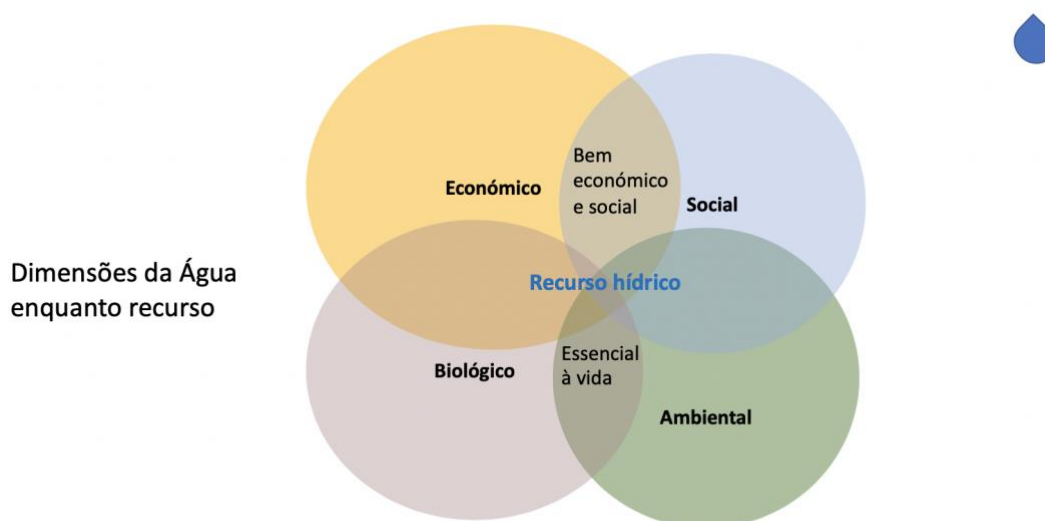 Bem
económico
e social
Económico
Social
Dimensões da Água
enquanto recurso
Recurso hídrico
Essencial
à vida
Biológico
Ambiental